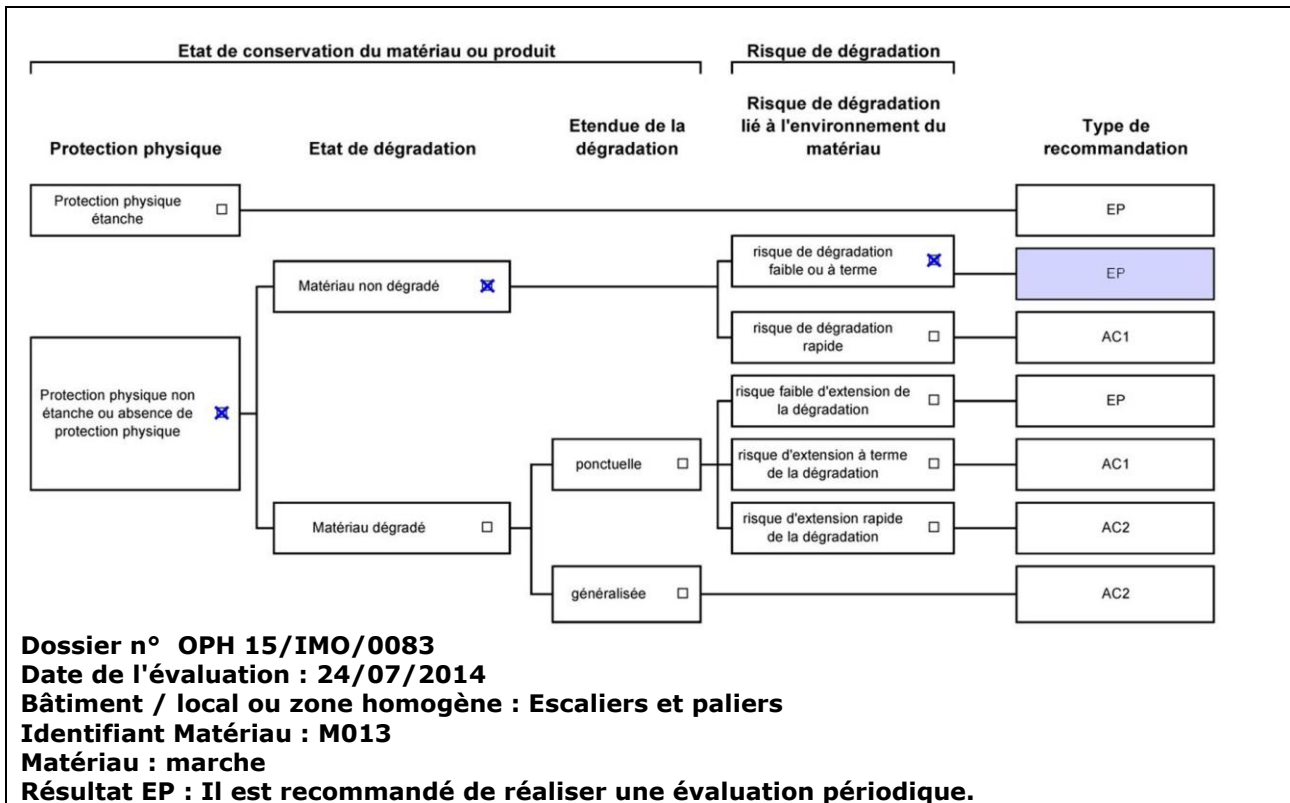 Etat de conservation du matériau ou produit
Risque de dégradation
Protection physique
Etat de dégradation
Etendue de la
dégradation
Risque de dégradation
lié à l'environnement du
matériau
Type de
recommandation
Protection physique
étanche
EP
Protection physique non
étanche ou absence de
protection physique
Matériau non dégradé
risque de dégradation
faible ou à terme
EP
risque de dégradation
rapide
AC1
Matériau dégradé
ponctuelle
risque faible d'extension de
la dégradation
EP
risque d'extension à terme
de la dégradation
AC1
risque d'extension rapide
de la dégradation
AC2
généralisée
AC2
Dossier n° OPH 15/IMO/0083
Date de l'évaluation : 24/07/2014
Bâtiment / local ou zone homogène : Escaliers et paliers
Identifiant Matériau : M013
Matériau : marche
Résultat EP : Il est recommandé de réaliser une évaluation périodique.